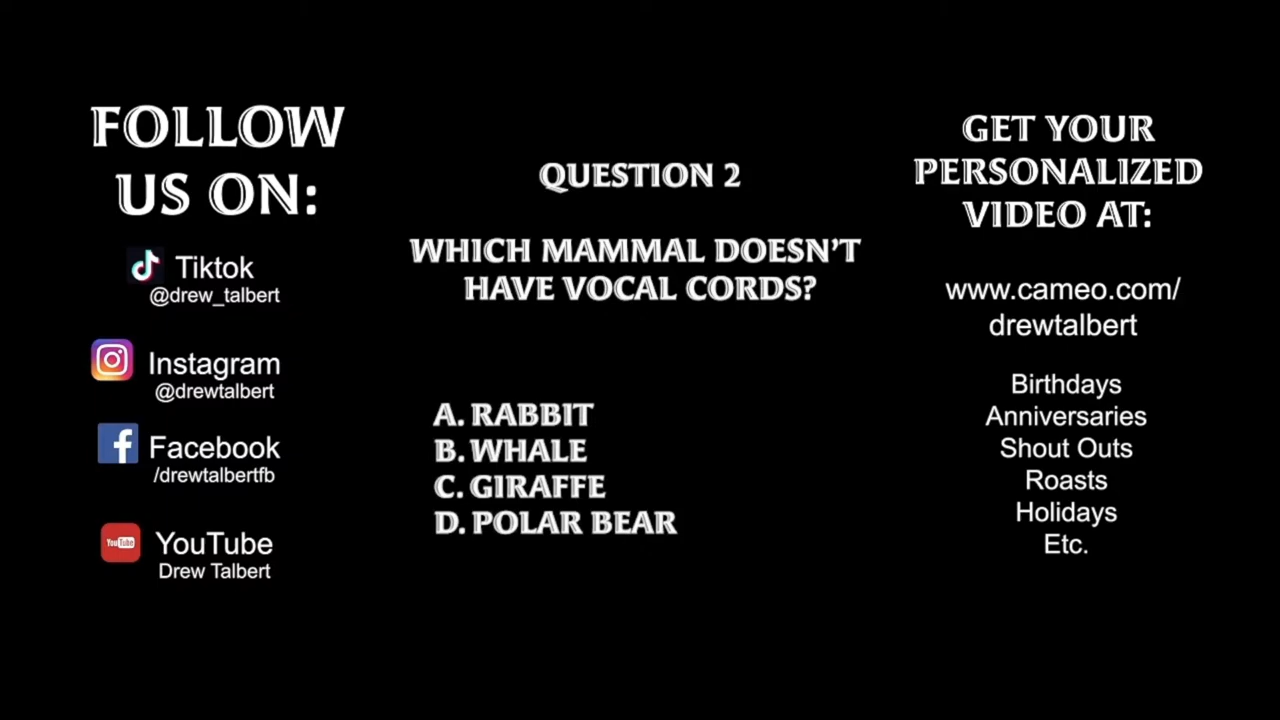 FOLLOW
US ON:
Tiktok
@drew_talbert
Instagram
@drewtalbert
Facebook
/drewtalbertfb
YouTube
YouTube
Drew Talbert
QUESTION 2
WHICH MAMMAL DOESN'T
HAVE VOCAL CORDS?
A. RABBIT
B. WHALE
C. GIRAFFE
D. POLAR BEAR
GET YOUR
PERSONALIZED
VIDEO AT:
www.cameo.com/
drewtalbert
Birthdays
Anniversaries
Shout Outs
Roasts
Holidays
Etc.